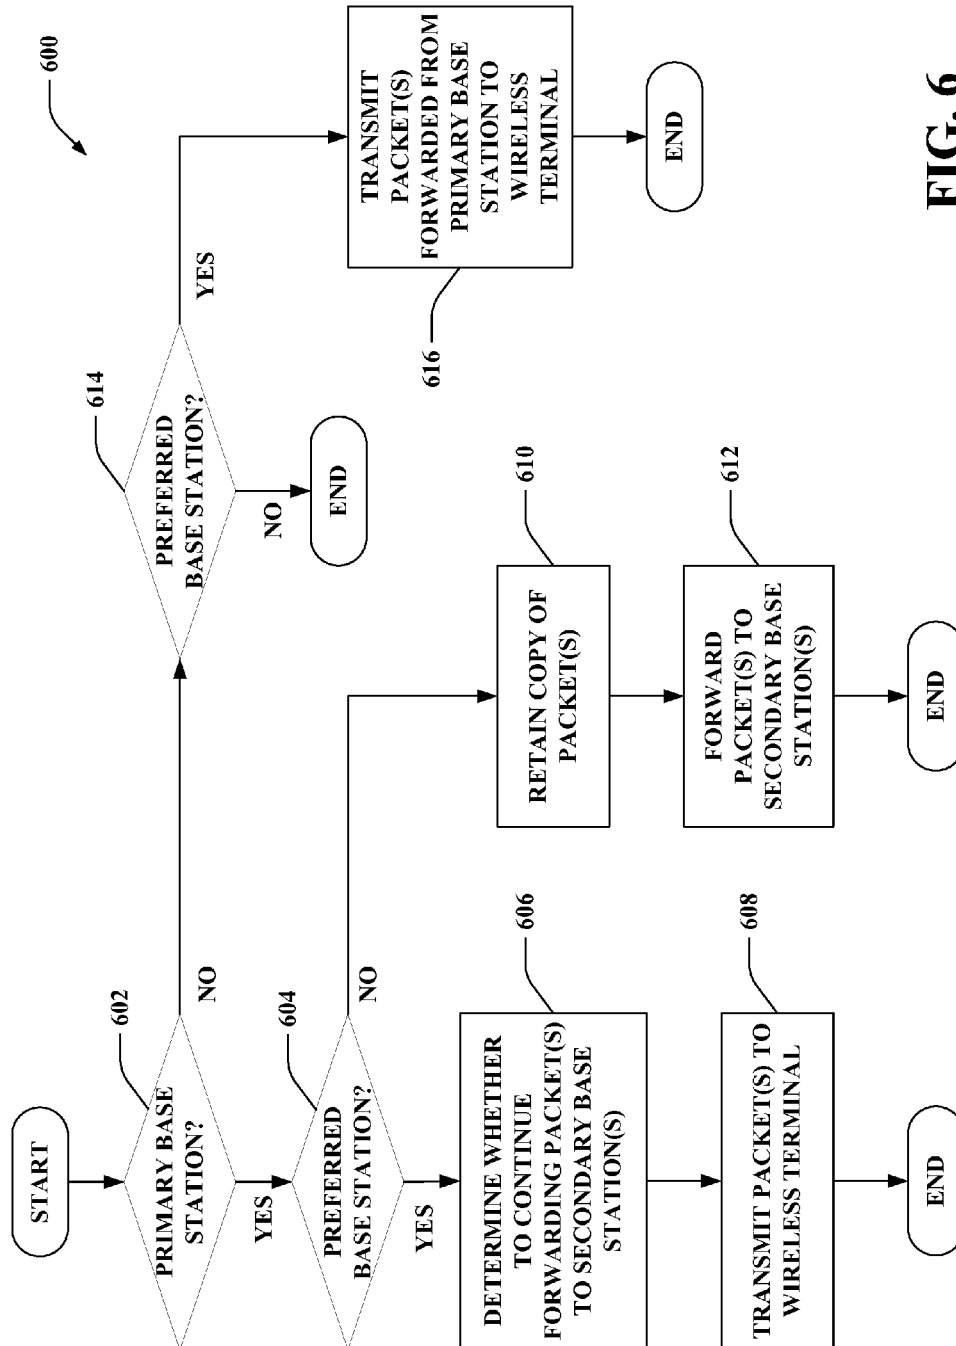 600
START
602
PRIMARY BASE
STATION?
NO
YES
604
PREFERRED
BASE STATION?
NO
YES
606
DETERMINE WHETHER
TO CONTINUE
FORWARDING PACKET(S)
TO SECONDARY BASE
STATION(S)
608
TRANSMIT PACKET(S) TO
WIRELESS TERMINAL
END
610
RETAIN COPY OF
PACKET(S)
612
FORWARD
PACKET(S) TO
SECONDARY BASE
STATION(S)
END
614
PREFERRED
BASE STATION?
NO
END
YES
616
TRANSMIT
PACKET(S)
FORWARDED FROM
PRIMARY BASE
STATION TO
WIRELESS
TERMINAL
END
FIG. 6